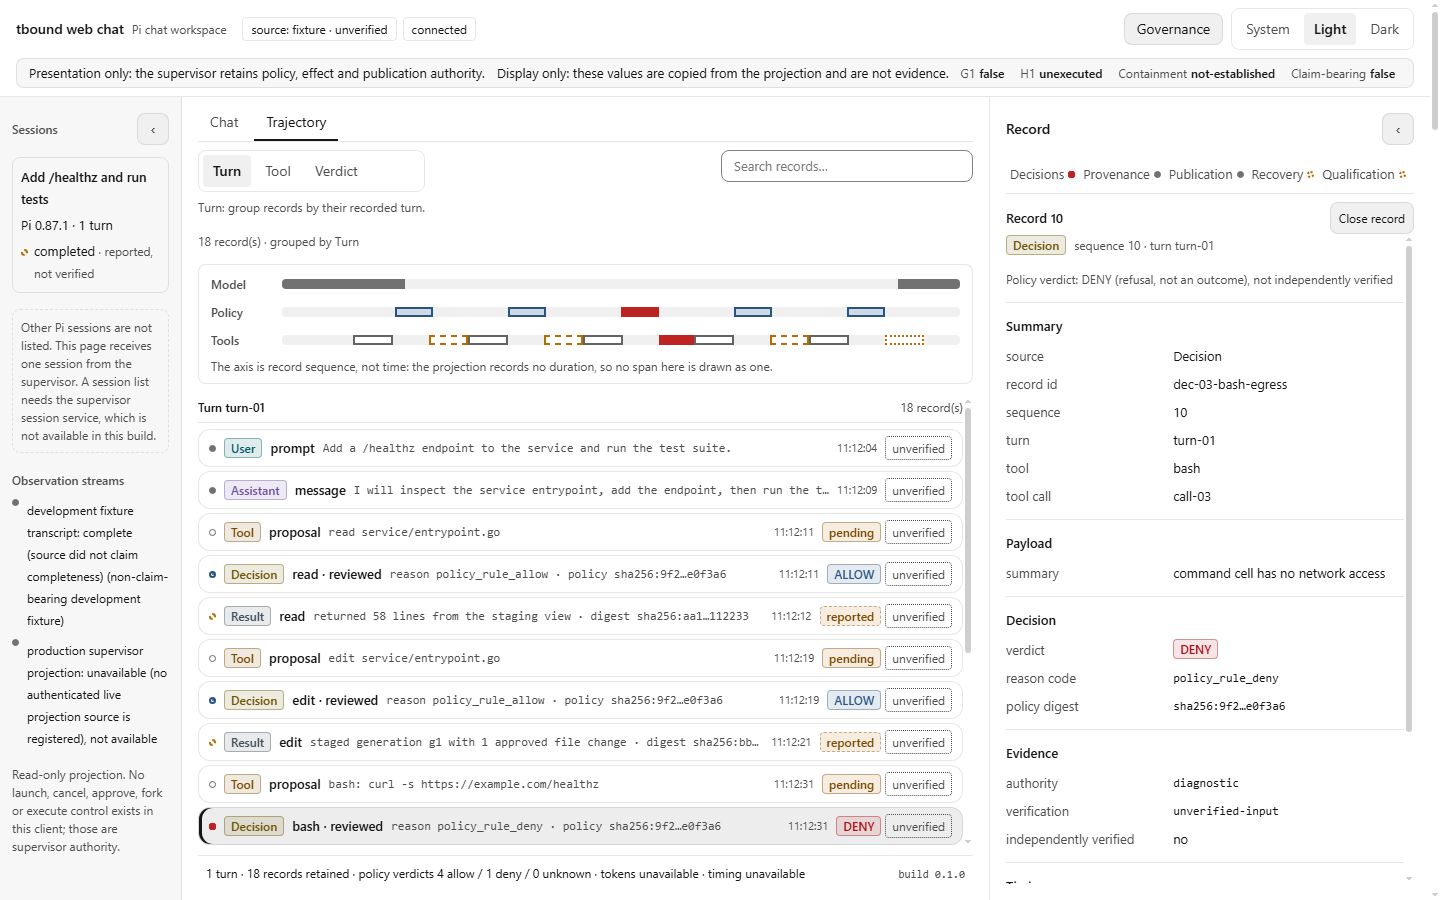 tbound web chat Pi chat workspace source: fixture · unverified connected Governance System Light Dark
Presentation only: the supervisor retains policy, effect and publication authority. Display only: these values are copied from the projection and are not evidence. G1 false H1 unexecuted Containment not-established Claim-bearing false
Sessions ‹
Add /healthz and run
tests
Pi 0.87.1 · 1 turn
completed · reported,
not verified
Other Pi sessions are not
listed. This page receives
one session from the
supervisor. A session list
needs the supervisor
session service, which is
not available in this build.
Observation streams
development fixture
transcript: complete
(source did not claim
completeness) (non-claim-
bearing development
fixture)
production supervisor
projection: unavailable (no
authenticated live
projection source is
registered), not available
Read-only projection. No
launch, cancel, approve, fork
or execute control exists in
this client; those are
supervisor authority.
Chat Trajectory
Turn Tool Verdict Search records...
Turn: group records by their recorded turn.
18 record(s) · grouped by Turn
Model
Policy
Tools
The axis is record sequence, not time: the projection records no duration, so no span here is drawn as one.
Turn turn-01 18 record(s)
User prompt Add a /healthz endpoint to the service and run the test suite. 11:12:04 unverified
Assistant message I will inspect the service entrypoint, add the endpoint, then run the t… 11:12:09 unverified
Tool proposal read service/entrypoint.go 11:12:11 pending unverified
Decision read · reviewed reason policy_rule_allow · policy sha256:9f2…e0f3a6 11:12:11 ALLOW unverified
Result read returned 58 lines from the staging view · digest sha256:aa1…112233 11:12:12 reported unverified
Tool proposal edit service/entrypoint.go 11:12:19 pending unverified
Decision edit · reviewed reason policy_rule_allow · policy sha256:9f2…e0f3a6 11:12:19 ALLOW unverified
Result edit staged generation g1 with 1 approved file change · digest sha256:bb… 11:12:21 reported unverified
Tool proposal bash: curl -s https://example.com/healthz 11:12:31 pending unverified
Decision bash · reviewed reason policy_rule_deny · policy sha256:9f2…e0f3a6 11:12:31 DENY unverified
1 turn · 18 records retained · policy verdicts 4 allow / 1 deny / 0 unknown · tokens unavailable · timing unavailable build 0.1.0
Record ‹
Decisions Provenance Publication Recovery Qualification
Record 10 Close record
Decision sequence 10 · turn turn-01
Policy verdict: DENY (refusal, not an outcome), not independently verified
Summary
source Decision
record id dec-03-bash-egress
sequence 10
turn turn-01
tool bash
tool call call-03
Payload
summary command cell has no network access
Decision
verdict DENY
reason code policy_rule_deny
policy digest sha256:9f2…e0f3a6
Evidence
authority diagnostic
verification unverified-input
independently verified no